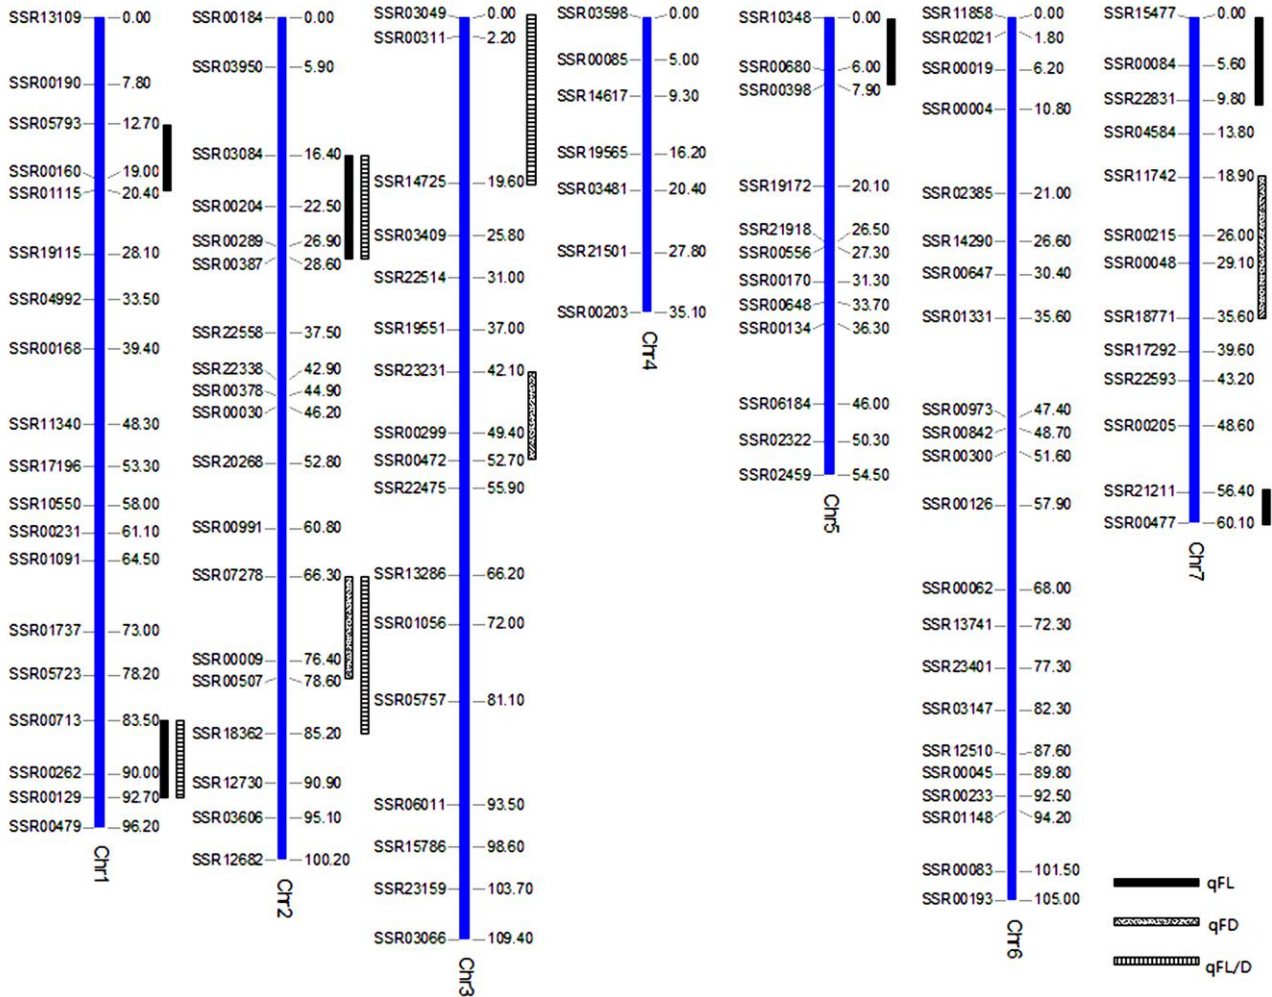 SSR13109 0.00
SSR00190 7.80
SSR05793 12.70
SSR00160 19.00
SSR01115 20.40
SSR19115 28.10
SSR04992 33.50
SSR00168 39.40
SSR11340 48.30
SSR17196 53.30
SSR10550 58.00
SSR00231 61.10
SSR01091 64.50
SSR01737 73.00
SSR05723 78.20
SSR00713 83.50
SSR00262 90.00
SSR00129 92.70
SSR00479 96.20
Chr1
SSR00184 0.00
SSR03950 5.90
SSR03084 16.40
SSR00204 22.50
SSR00289 26.90
SSR00387 28.60
SSR22558 37.50
SSR22338 42.90
SSR00378 44.90
SSR00030 46.20
SSR20268 52.80
SSR00991 60.80
SSR07278 66.30
SSR00009 76.40
SSR00507 78.60
SSR18362 85.20
SSR12730 90.90
SSR03606 95.10
SSR12682 100.20
Chr2
SSR03049 0.00
SSR00311 2.20
SSR14725 19.60
SSR03409 25.80
SSR22514 31.00
SSR19551 37.00
SSR23231 42.10
SSR00299 49.40
SSR00472 52.70
SSR22475 55.90
SSR13286 66.20
SSR01056 72.00
SSR05757 81.10
SSR06011 93.50
SSR15786 98.60
SSR23159 103.70
SSR03066 109.40
Chr3
SSR03598 0.00
SSR00085 5.00
SSR14617 9.30
SSR19565 16.20
SSR03481 20.40
SSR21501 27.80
SSR00203 35.10
Chr4
SSR10348 0.00
SSR00680 6.00
SSR00398 7.90
SSR19172 20.10
SSR21918 26.50
SSR00556 27.30
SSR00170 31.30
SSR00648 33.70
SSR00134 36.30
SSR06184 46.00
SSR02322 50.30
SSR02459 54.50
Chr5
SSR11858 0.00
SSR02021 1.80
SSR00019 6.20
SSR00004 10.80
SSR02385 21.00
SSR14290 26.60
SSR00647 30.40
SSR01331 35.60
SSR00973 47.40
SSR00842 48.70
SSR00300 51.60
SSR00126 57.90
SSR00062 68.00
SSR13741 72.30
SSR23401 77.30
SSR03147 82.30
SSR12510 87.60
SSR00045 89.80
SSR00233 92.50
SSR01148 94.20
SSR00083 101.50
SSR00193 105.00
Chr6
SSR15477 0.00
SSR00084 5.60
SSR22831 9.80
SSR04584 13.80
SSR11742 18.90
SSR00215 26.00
SSR00048 29.10
SSR18771 35.60
SSR17292 39.60
SSR22593 43.20
SSR00205 48.60
SSR21211 56.40
SSR00477 60.10
Chr7
qFL
qFD
qFL/D